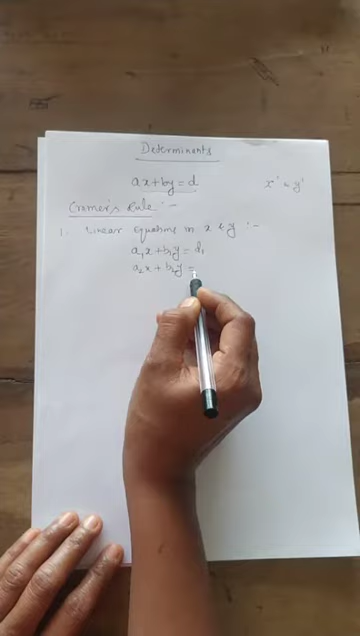 Determinants
ax + by = d x' & y'
Cramer's Rule :-
1. Linear Equations in x & y :-
a₁x + b₁y = d₁
a₂x + b₂y =